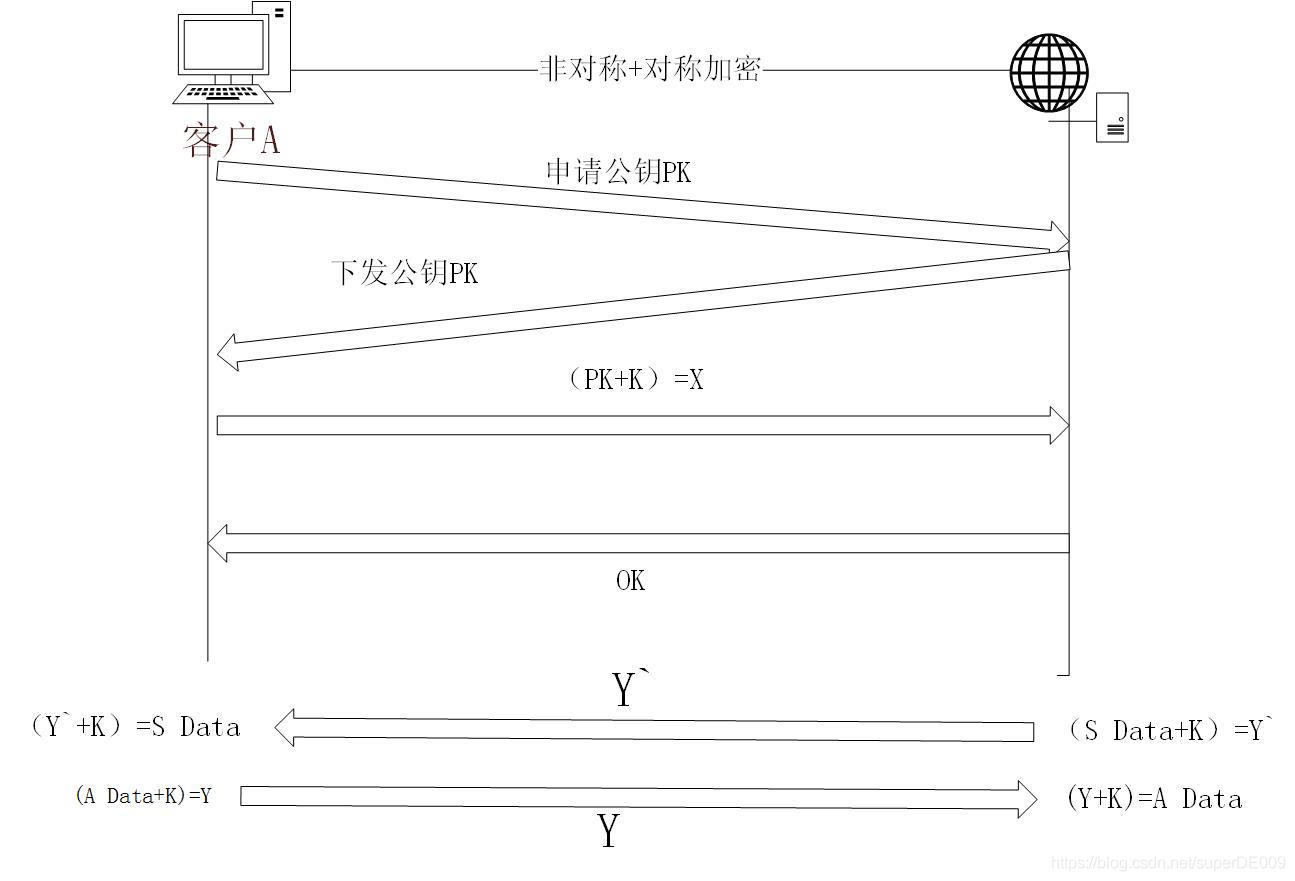 非对称+对称加密
客户A
申请公钥PK
下发公钥PK
（PK+K）=X
OK
Y`
（Y`+K）=S Data
（S Data+K）=Y`
(A Data+K)=Y
(Y+K)=A Data
Y
https://blog.csdn.net/superDE009